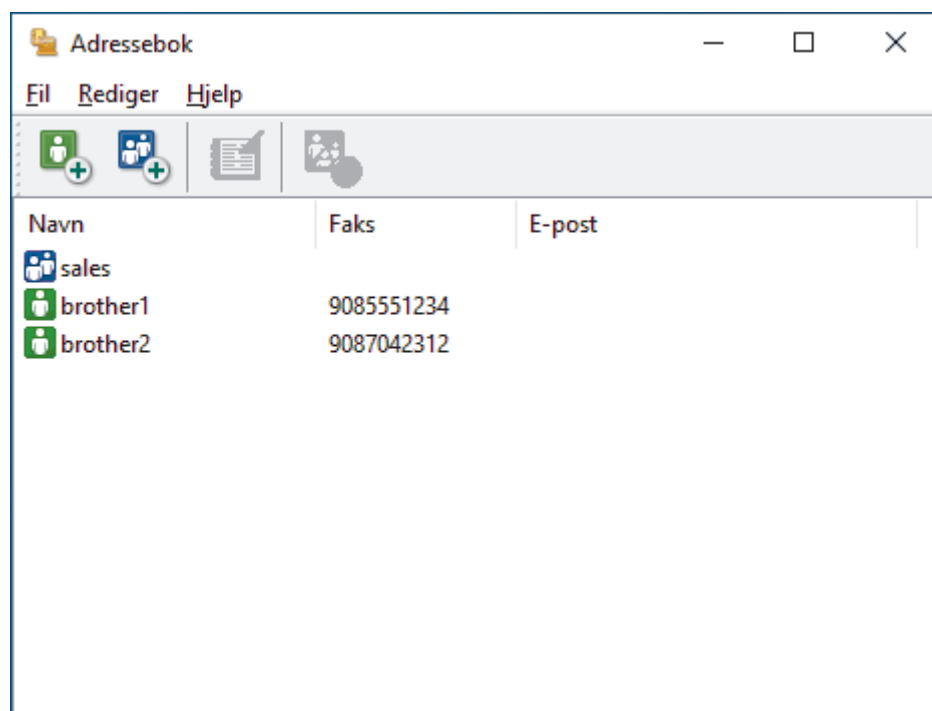 Adressebok
Fil Rediger Hjelp
Navn Faks E-post
sales
brother1 9085551234
brother2 9087042312